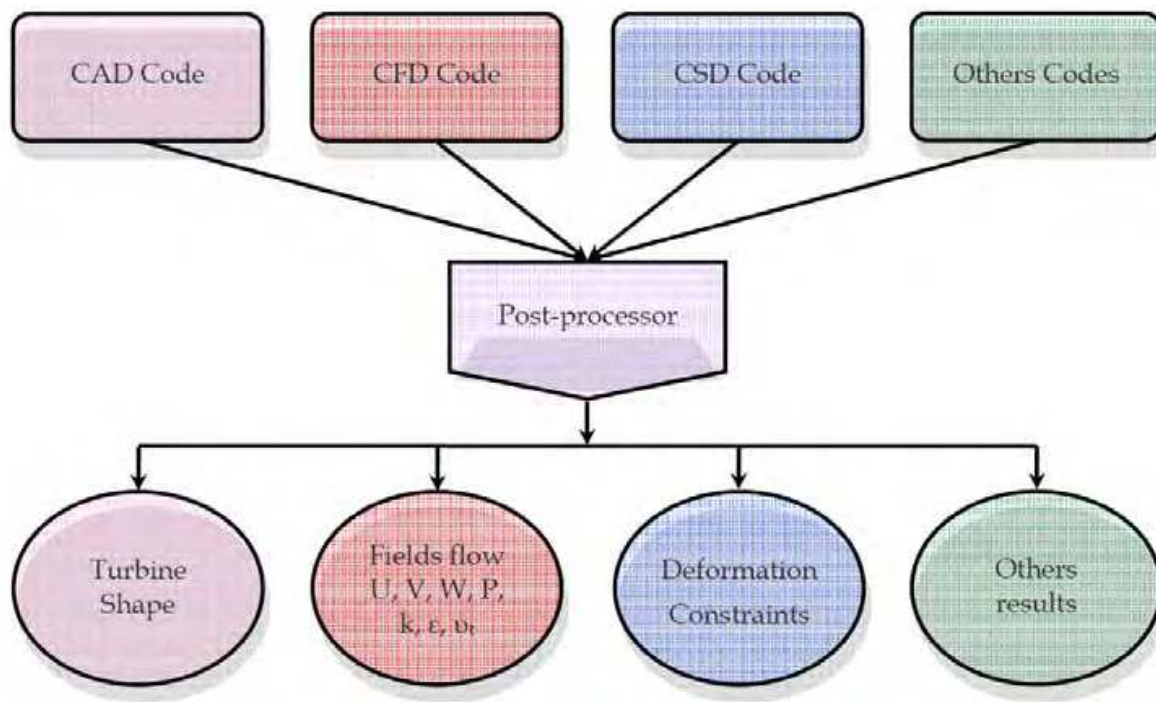 CAD Code
CFD Code
CSD Code
Others Codes
Post-processor
Turbine
Shape
Fields flow
U, V, W, P,
k, ε, υₜ
Deformation
Constraints
Others
results